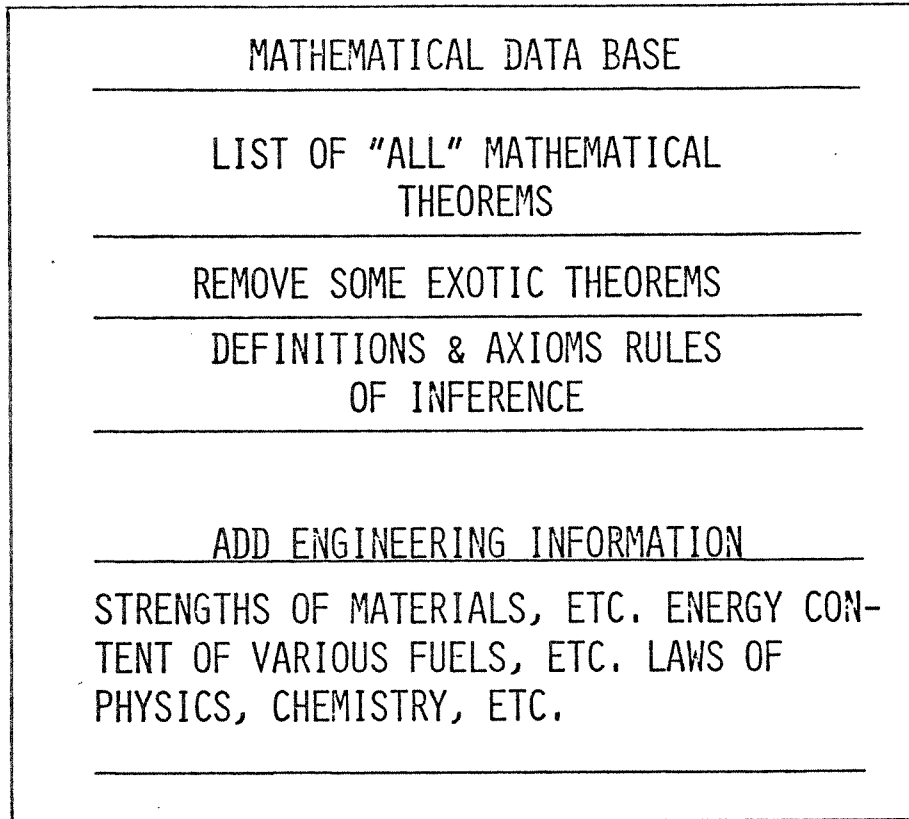 MATHEMATICAL DATA BASE
LIST OF "ALL" MATHEMATICAL
THEOREMS
REMOVE SOME EXOTIC THEOREMS
DEFINITIONS & AXIOMS RULES
OF INFERENCE
ADD ENGINEERING INFORMATION
STRENGTHS OF MATERIALS, ETC. ENERGY CON-
TENT OF VARIOUS FUELS, ETC. LAWS OF
PHYSICS, CHEMISTRY, ETC.